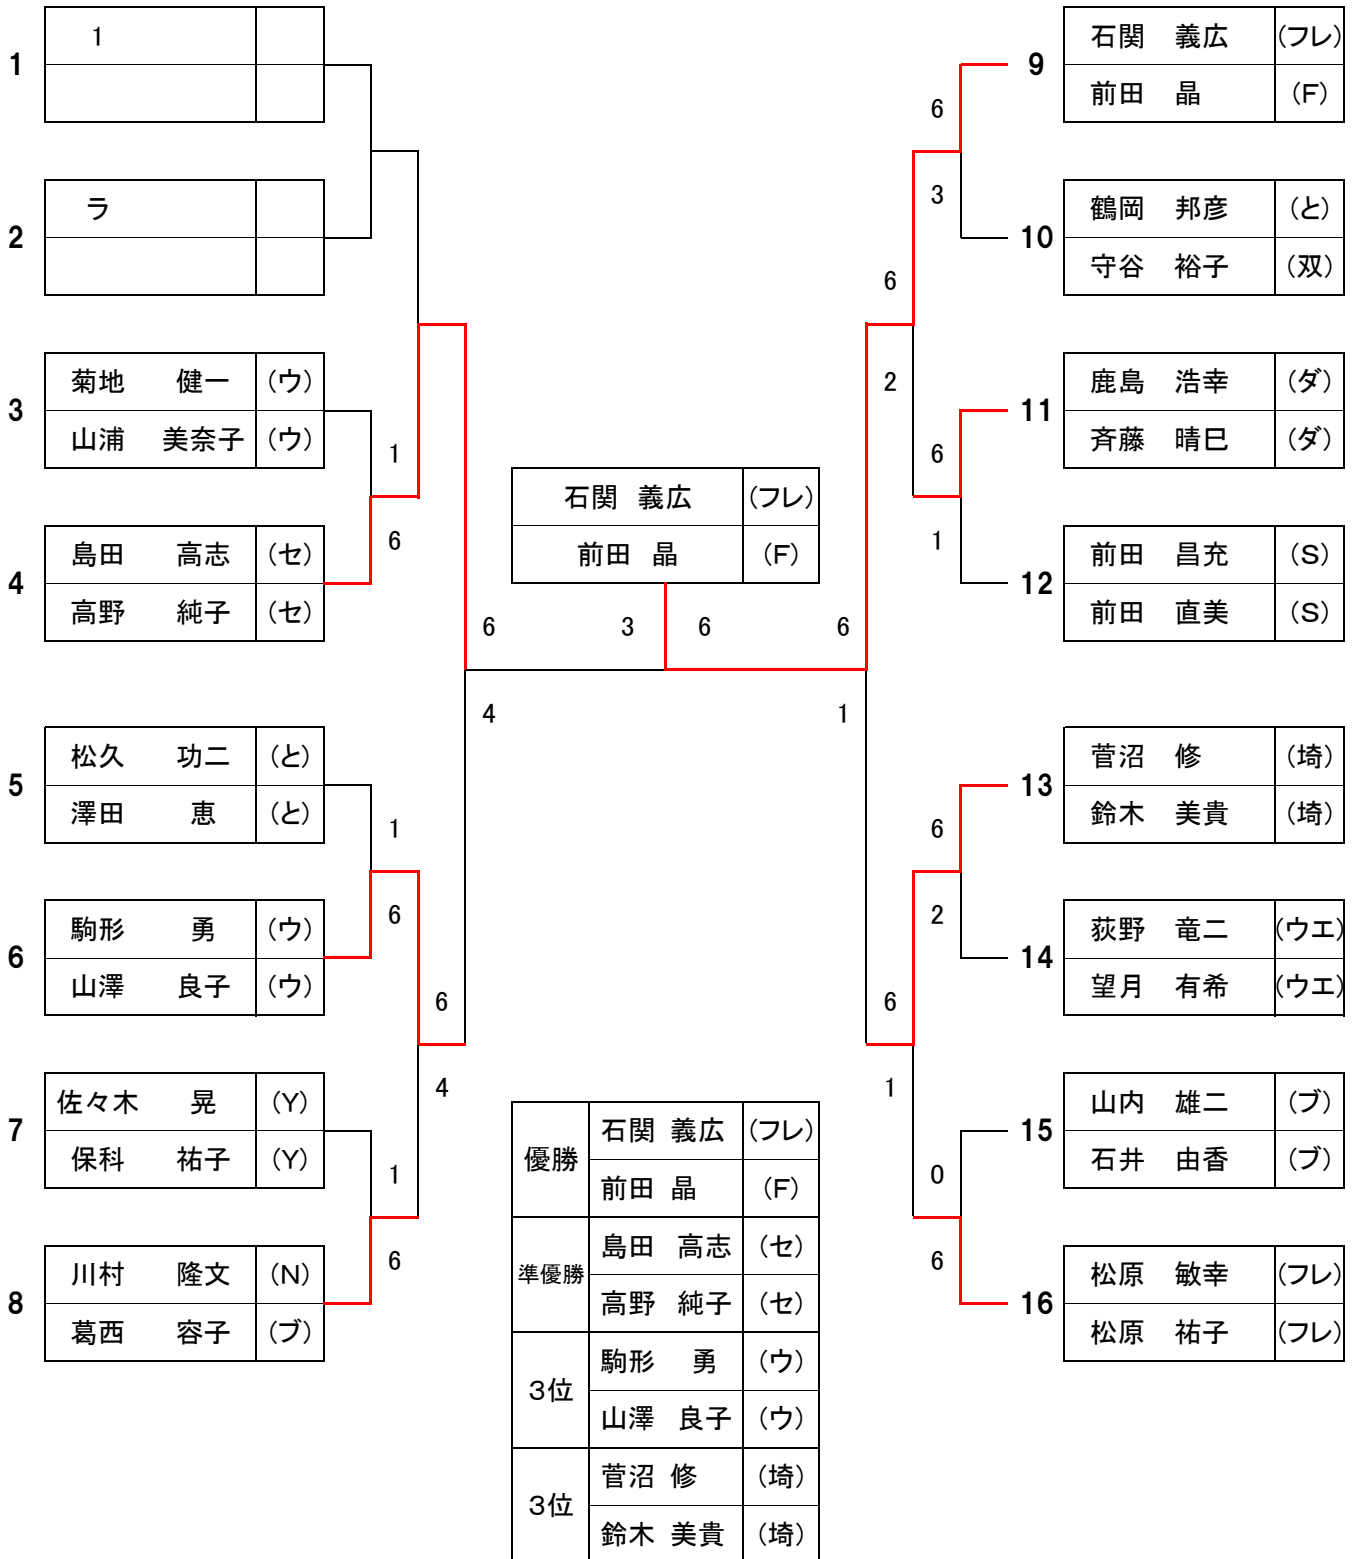 1 1
2 ラ
3 菊地 健一 (ウ)
山浦 美奈子 (ウ)
1
6
4 島田 高志 (セ)
高野 純子 (セ)
6
4
5 松久 功二 (と)
澤田 恵 (と)
1
6
6 駒形 勇 (ウ)
山澤 良子 (ウ)
6
4
7 佐々木 晃 (Y)
保科 祐子 (Y)
1
6
8 川村 隆文 (N)
葛西 容子 (ブ)
石関 義広 (フレ)
前田 晶 (F)
3 6
優勝 石関 義広 (フレ)
前田 晶 (F)
準優勝 島田 高志 (セ)
高野 純子 (セ)
3位 駒形 勇 (ウ)
山澤 良子 (ウ)
3位 菅沼 修 (埼)
鈴木 美貴 (埼)
9 石関 義広 (フレ)
前田 晶 (F)
6
3
10 鶴岡 邦彦 (と)
守谷 裕子 (双)
6
2
11 鹿島 浩幸 (ダ)
斉藤 晴巳 (ダ)
6
1
12 前田 昌充 (S)
前田 直美 (S)
6
1
13 菅沼 修 (埼)
鈴木 美貴 (埼)
6
2
14 荻野 竜二 (ウエ)
望月 有希 (ウエ)
6
1
15 山内 雄二 (ブ)
石井 由香 (ブ)
0
6
16 松原 敏幸 (フレ)
松原 祐子 (フレ)